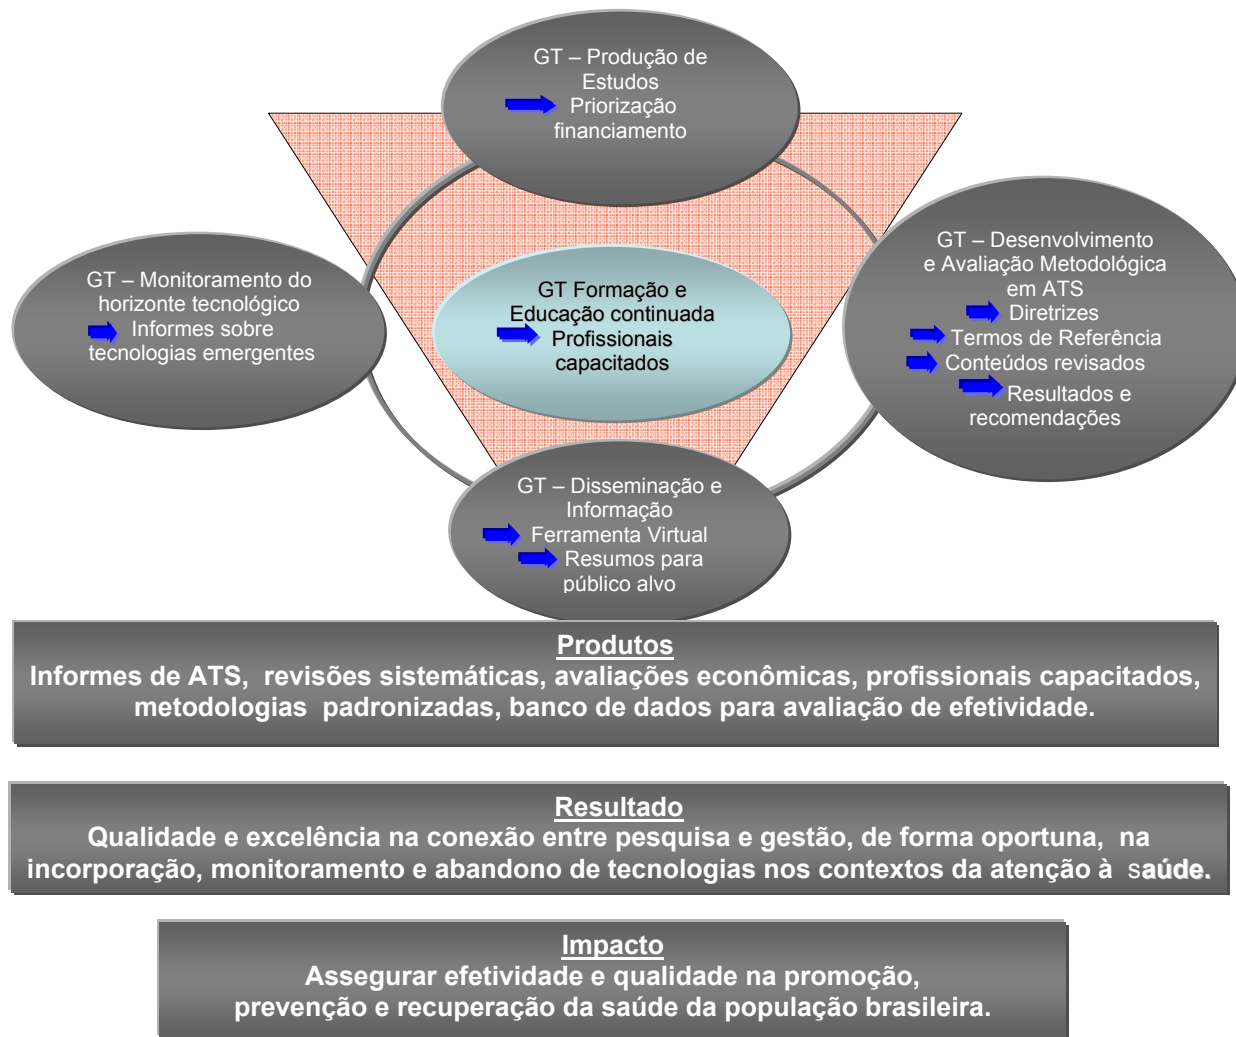 GT – Produção de
Estudos
Priorização
financiamento
GT – Monitoramento do
horizonte tecnológico
Informes sobre
tecnologias emergentes
GT Formação e
Educação continuada
Profissionais
capacitados
GT – Desenvolvimento
e Avaliação Metodológica
em ATS
Diretrizes
Termos de Referência
Conteúdos revisados
Resultados e
recomendações
GT – Disseminação e
Informação
Ferramenta Virtual
Resumos para
público alvo
Produtos
Informes de ATS, revisões sistemáticas, avaliações econômicas, profissionais capacitados,
metodologias padronizadas, banco de dados para avaliação de efetividade.
Resultado
Qualidade e excelência na conexão entre pesquisa e gestão, de forma oportuna, na
incorporação, monitoramento e abandono de tecnologias nos contextos da atenção à saúde.
Impacto
Assegurar efetividade e qualidade na promoção,
prevenção e recuperação da saúde da população brasileira.